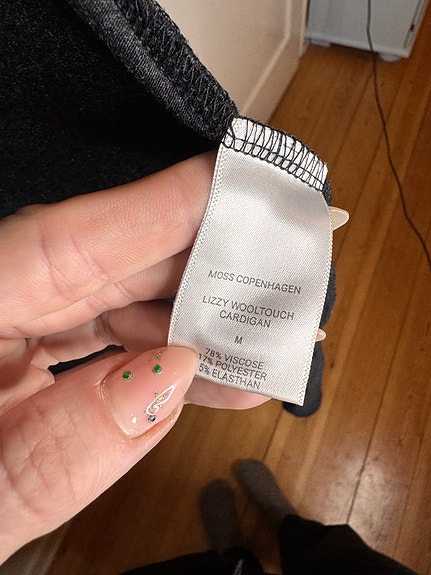 MOSS COPENHAGEN
LIZZY WOOLTOUCH
CARDIGAN
M
78% VISCOSE
17% POLYESTER
5% ELASTHAN